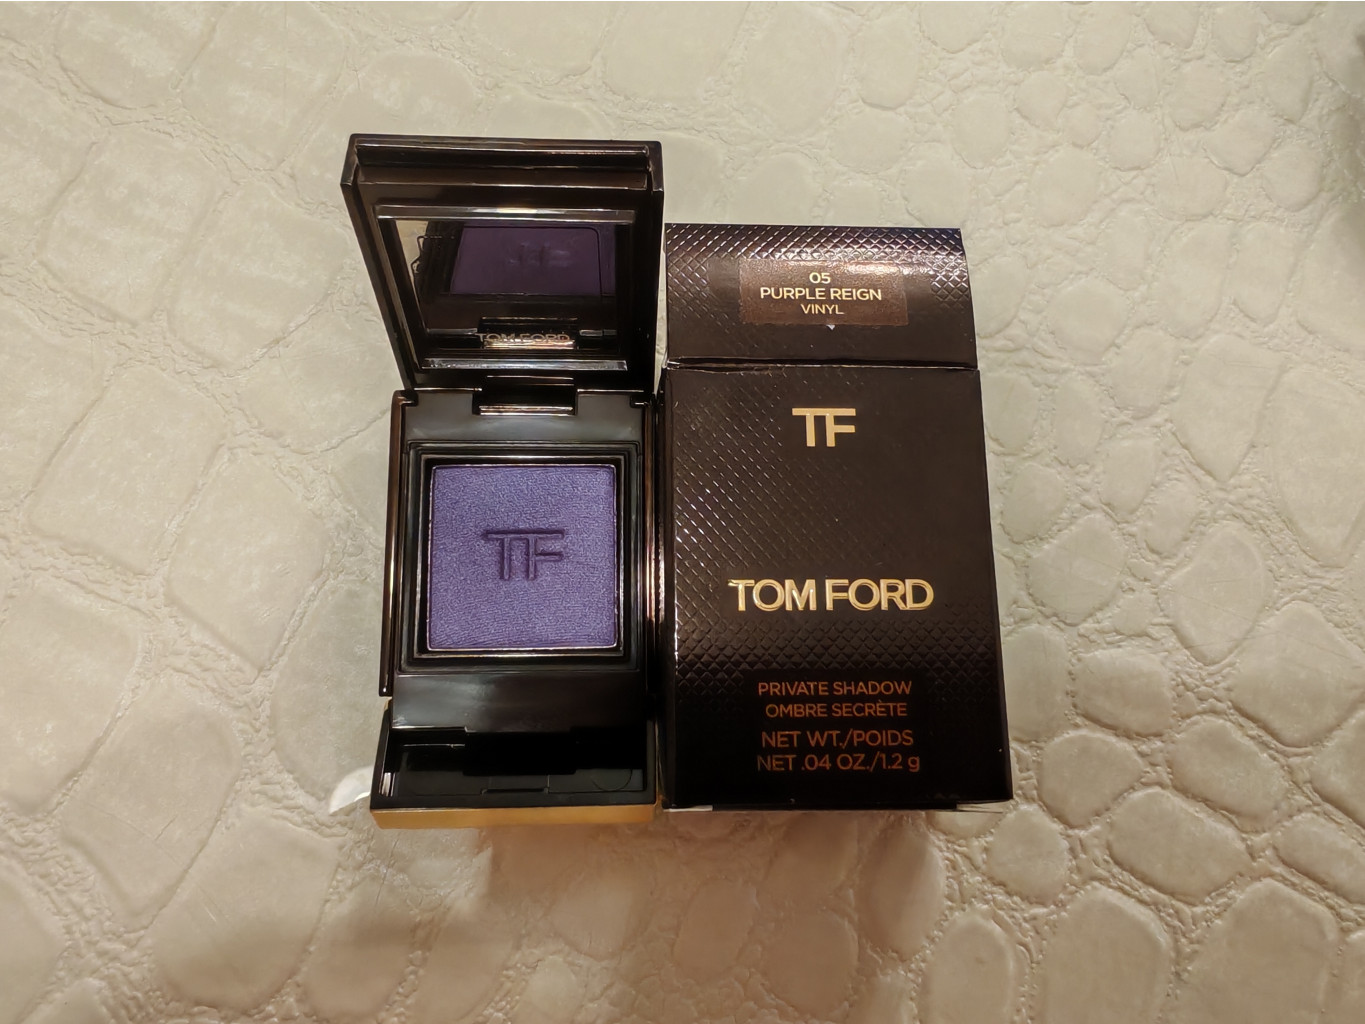 TOM FORD
TF
05
PURPLE REIGN
VINYL
TF
TOM FORD
PRIVATE SHADOW
OMBRE SECRÈTE
NET WT./POIDS
NET .04 OZ./1.2 g